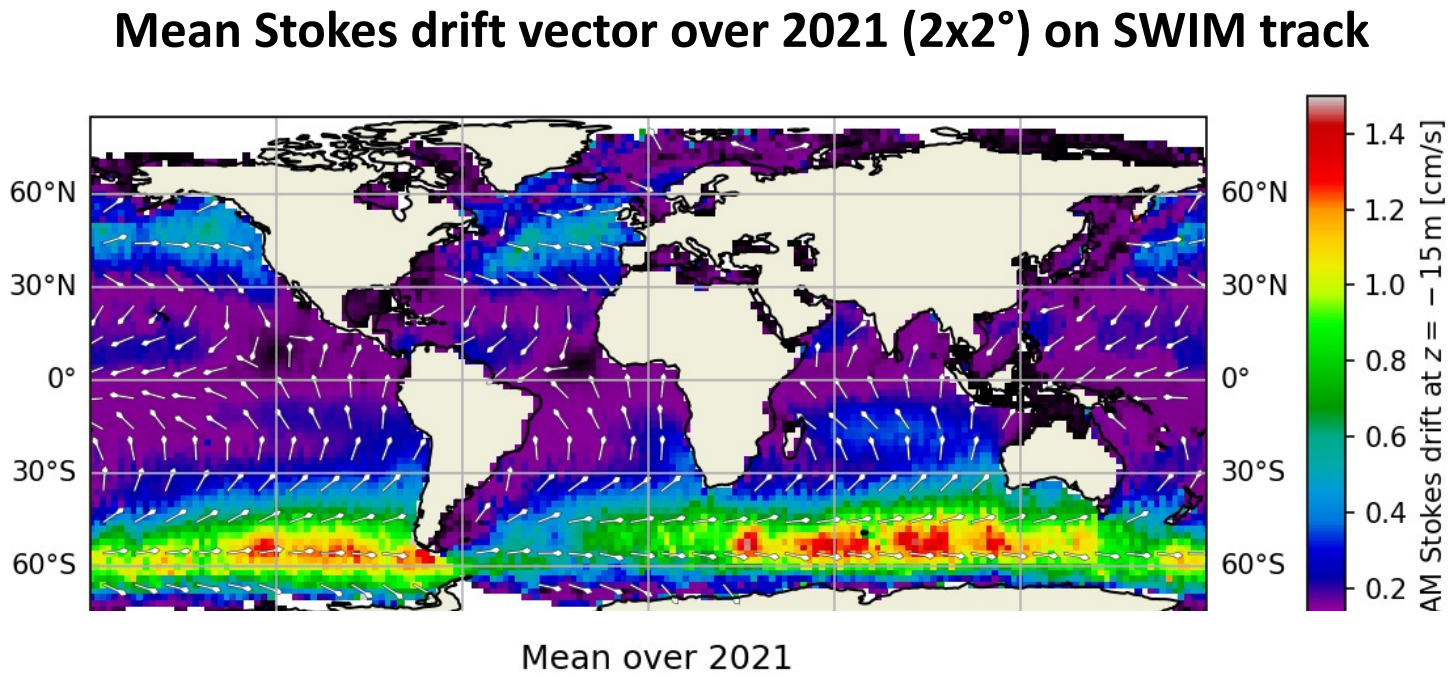 Mean Stokes drift vector over 2021 (2x2°) on SWIM track
60°N
30°N
0°
30°S
60°S
60°N
30°N
0°
30°S
60°S
1.4
1.2
1.0
0.8
0.6
0.4
0.2
AM Stokes drift at z = −15 m [cm/s]
Mean over 2021